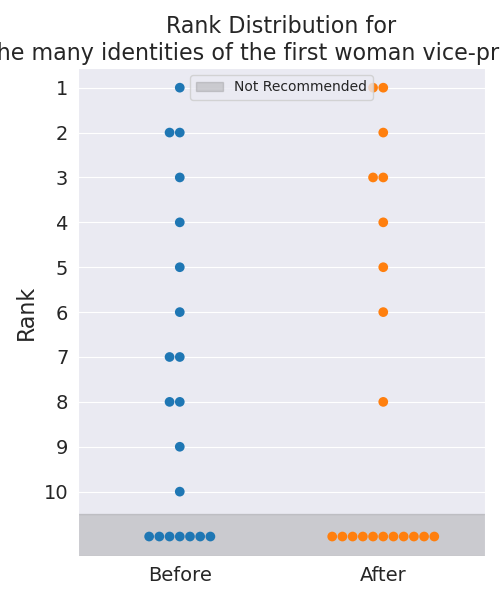 Rank Distribution for
he many identities of the first woman vice-pr
Not Recommended
1
2
3
4
5
6
7
8
9
10
Rank
Before
After